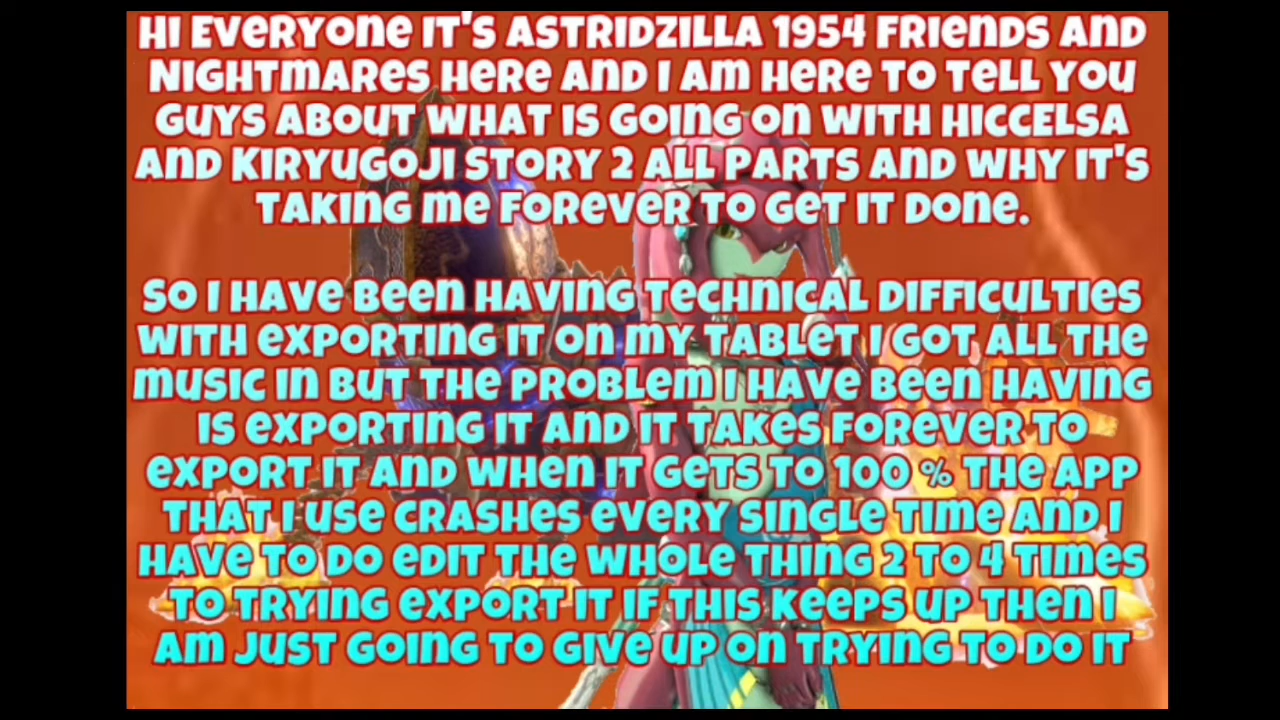 Hi Everyone it's Astridzilla 1954 Friends and
Nightmares here and I am here to tell you
guys about what is going on with Hiccelsa
and Kiryugoji Story 2 all parts and why it's
taking me forever to get it done.
So I have been having technical difficulties
with exporting it on my tablet I got all the
music in but the problem I have been having
is exporting it and it takes forever to
export it and when it gets to 100 % the app
that I use crashes every single time and I
have to do edit the whole thing 2 to 4 times
to trying export it if this keeps up then I
am just going to give up on trying to do it